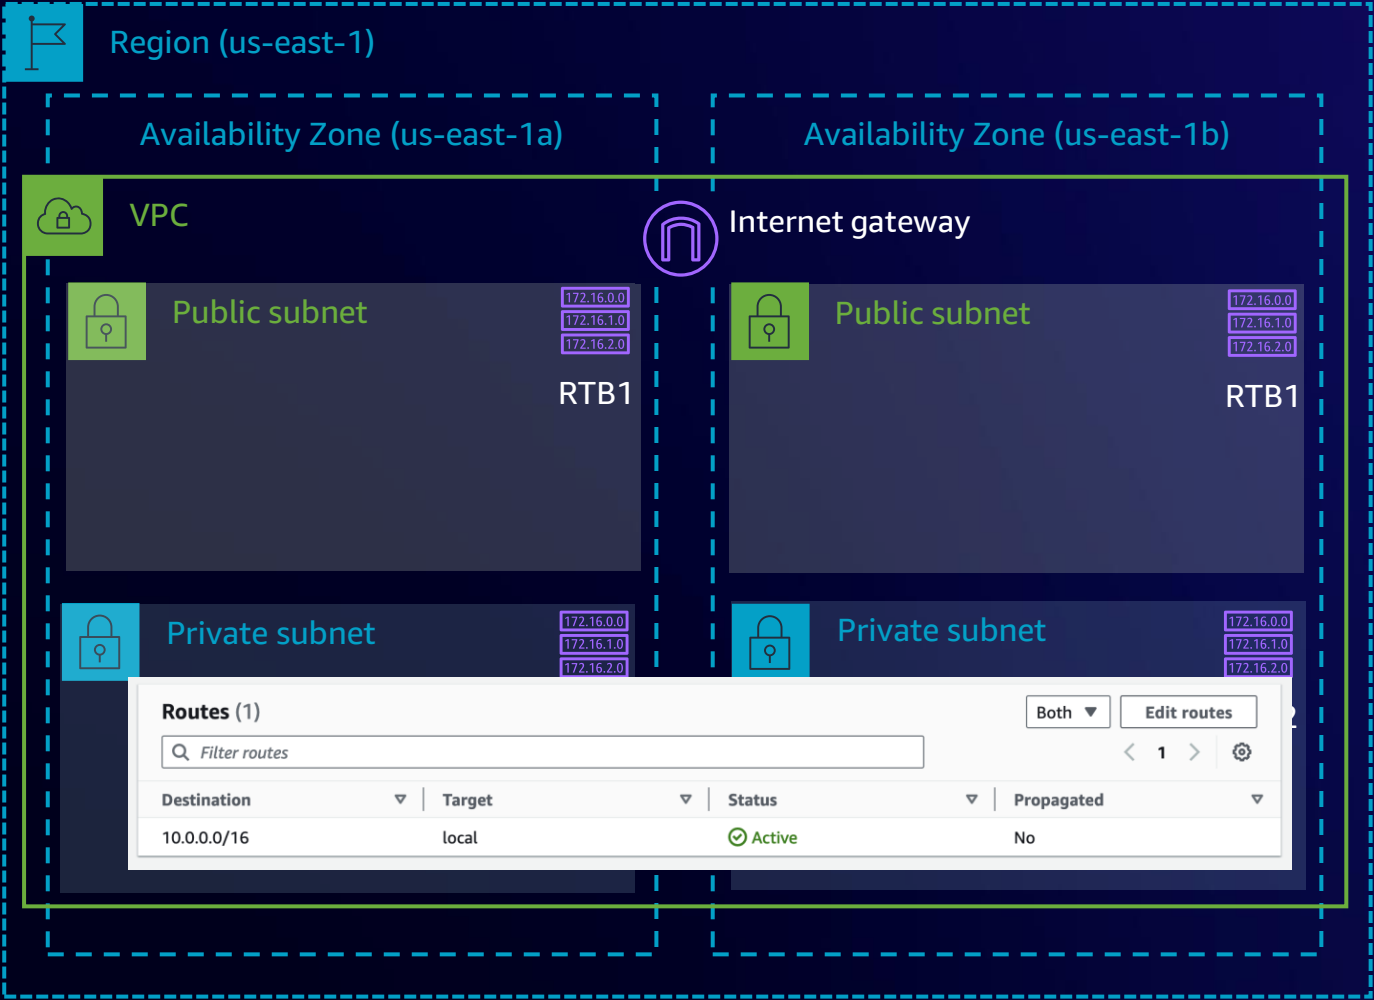 Region (us-east-1)
Availability Zone (us-east-1a)
Availability Zone (us-east-1b)
VPC
Internet gateway
Public subnet
172.16.0.0
172.16.1.0
172.16.2.0
RTB1
Public subnet
172.16.0.0
172.16.1.0
172.16.2.0
RTB1
Private subnet
172.16.0.0
172.16.1.0
172.16.2.0
Private subnet
172.16.0.0
172.16.1.0
172.16.2.0
Routes (1)
Both
Edit routes
Filter routes
1
Destination Target Status Propagated
10.0.0.0/16 local Active No